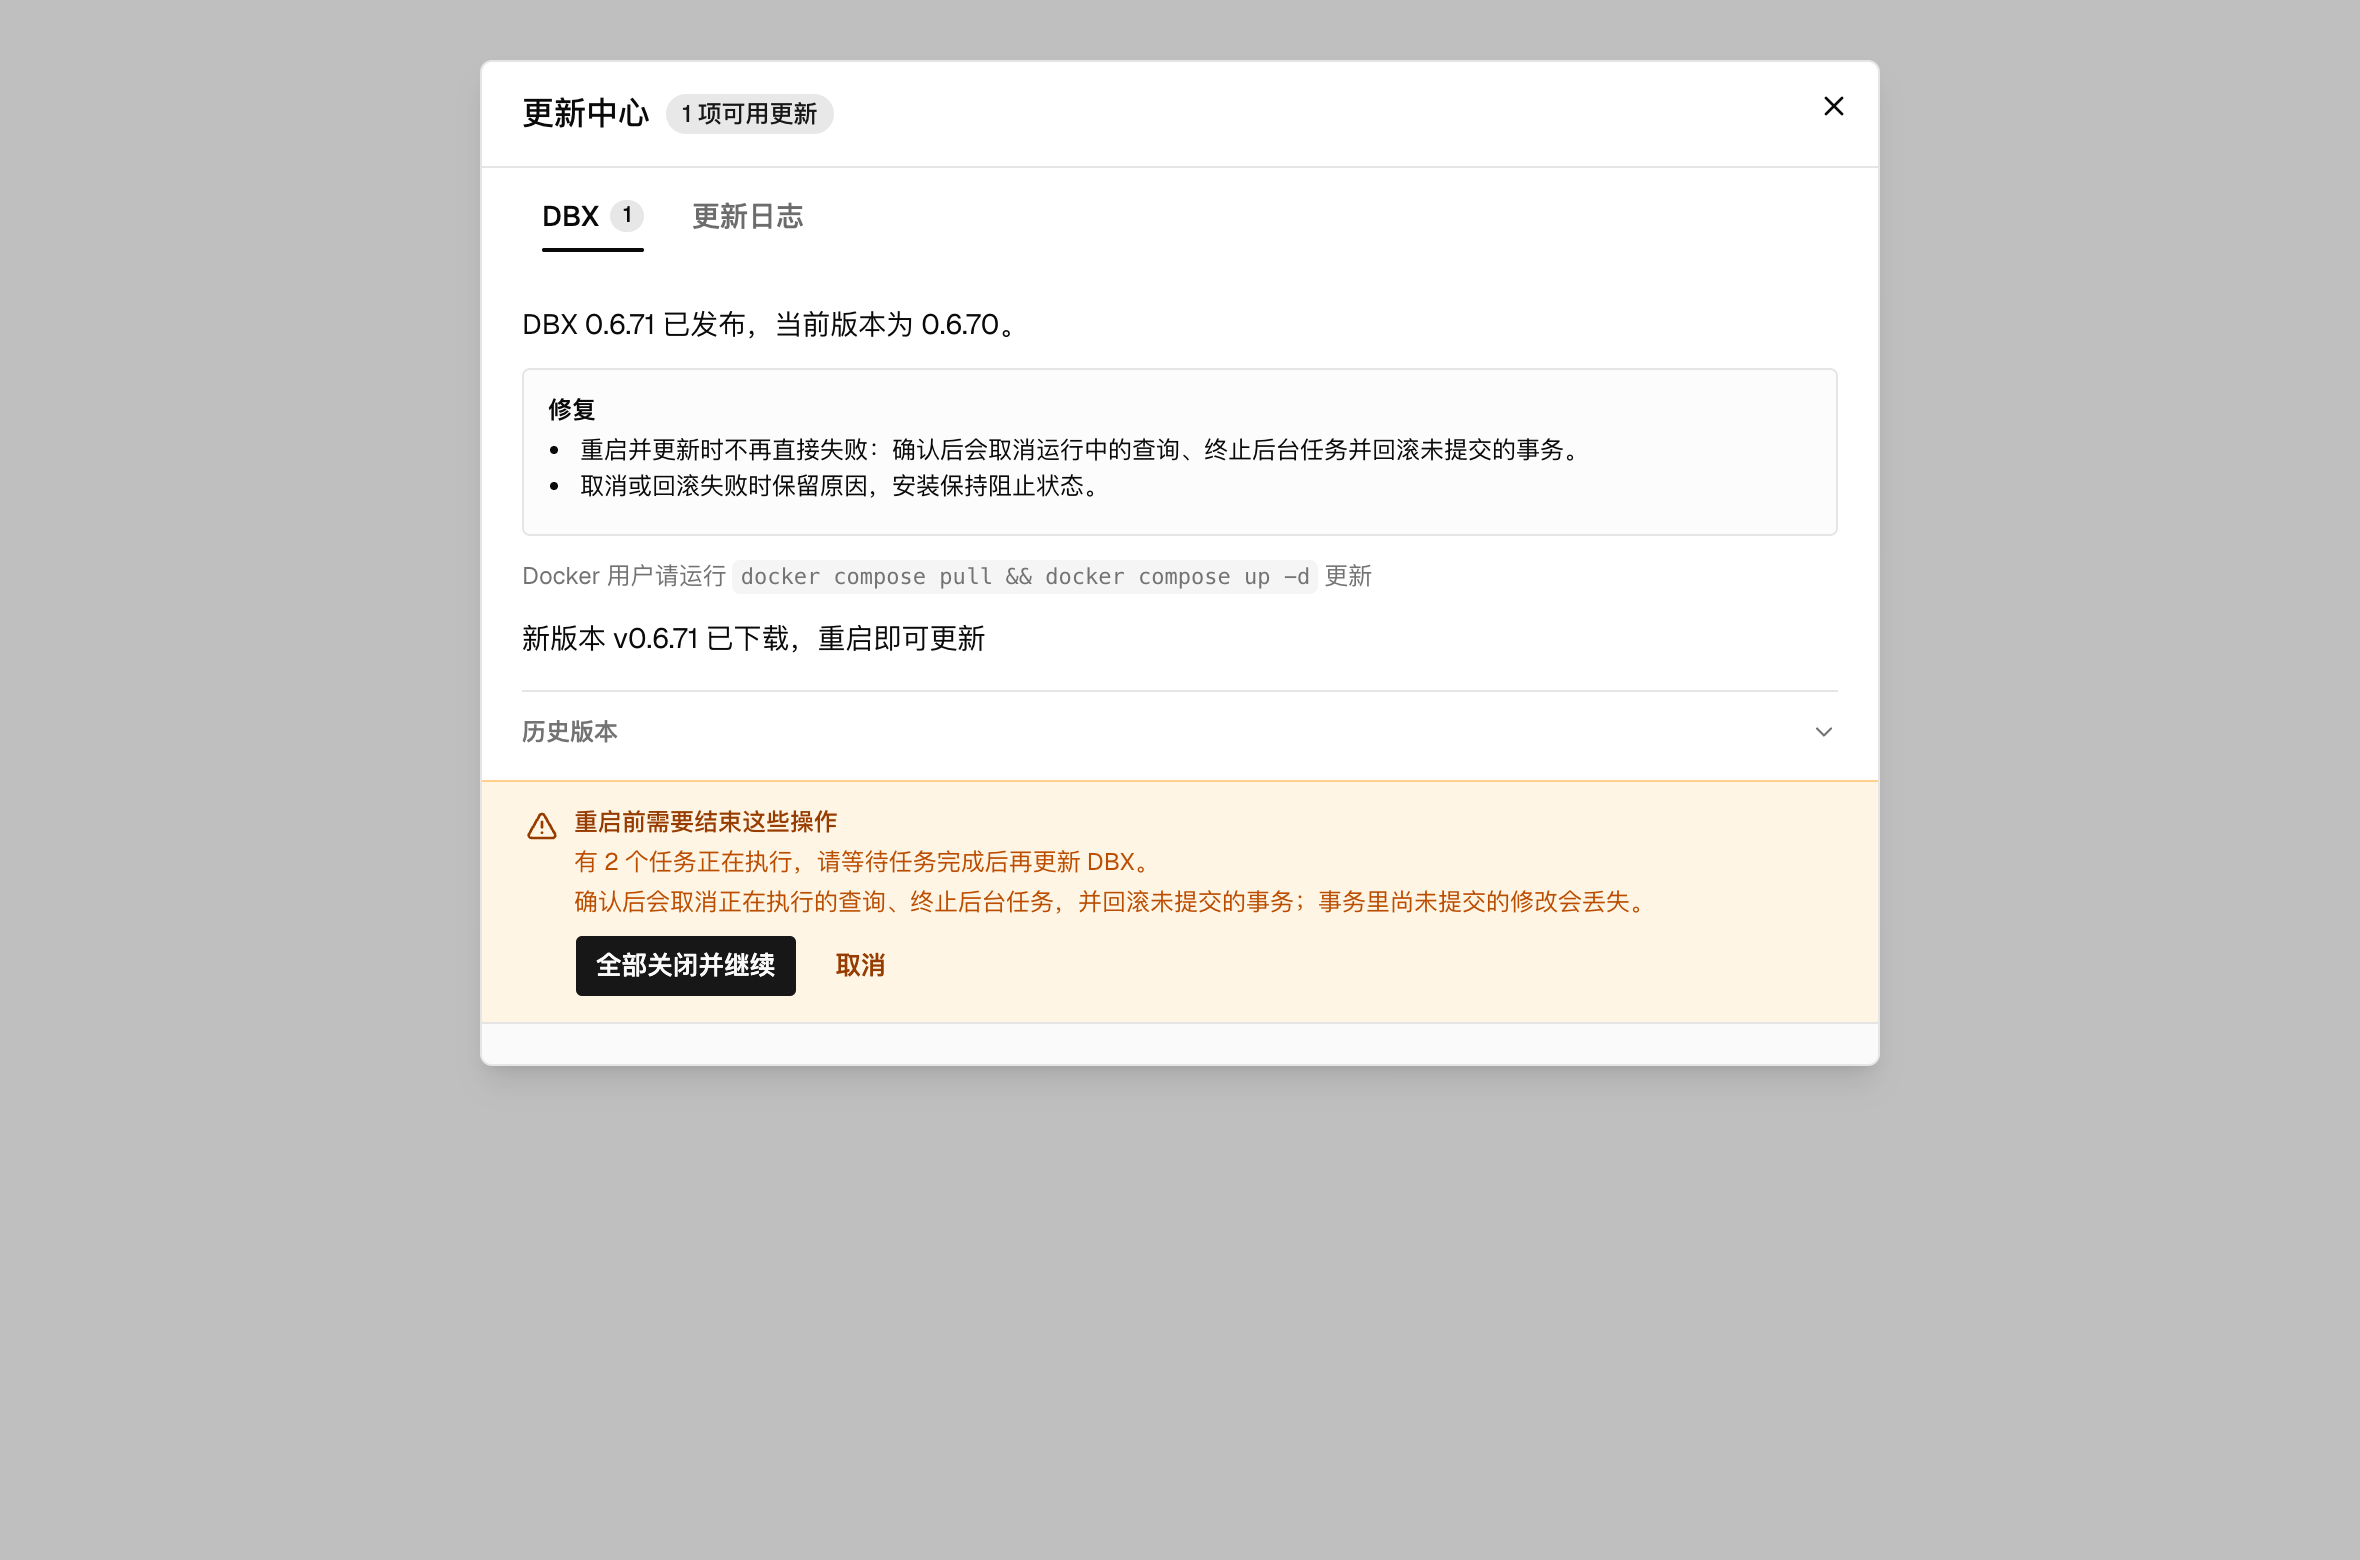 更新中心 1 项可用更新
DBX 1 更新日志
DBX 0.6.71 已发布，当前版本为 0.6.70。
修复
• 重启并更新时不再直接失败：确认后会取消运行中的查询、终止后台任务并回滚未提交的事务。
• 取消或回滚失败时保留原因，安装保持阻止状态。
Docker 用户请运行 docker compose pull && docker compose up -d 更新
新版本 v0.6.71 已下载，重启即可更新
历史版本
重启前需要结束这些操作
有 2 个任务正在执行，请等待任务完成后再更新 DBX。
确认后会取消正在执行的查询、终止后台任务，并回滚未提交的事务；事务里尚未提交的修改会丢失。
全部关闭并继续 取消